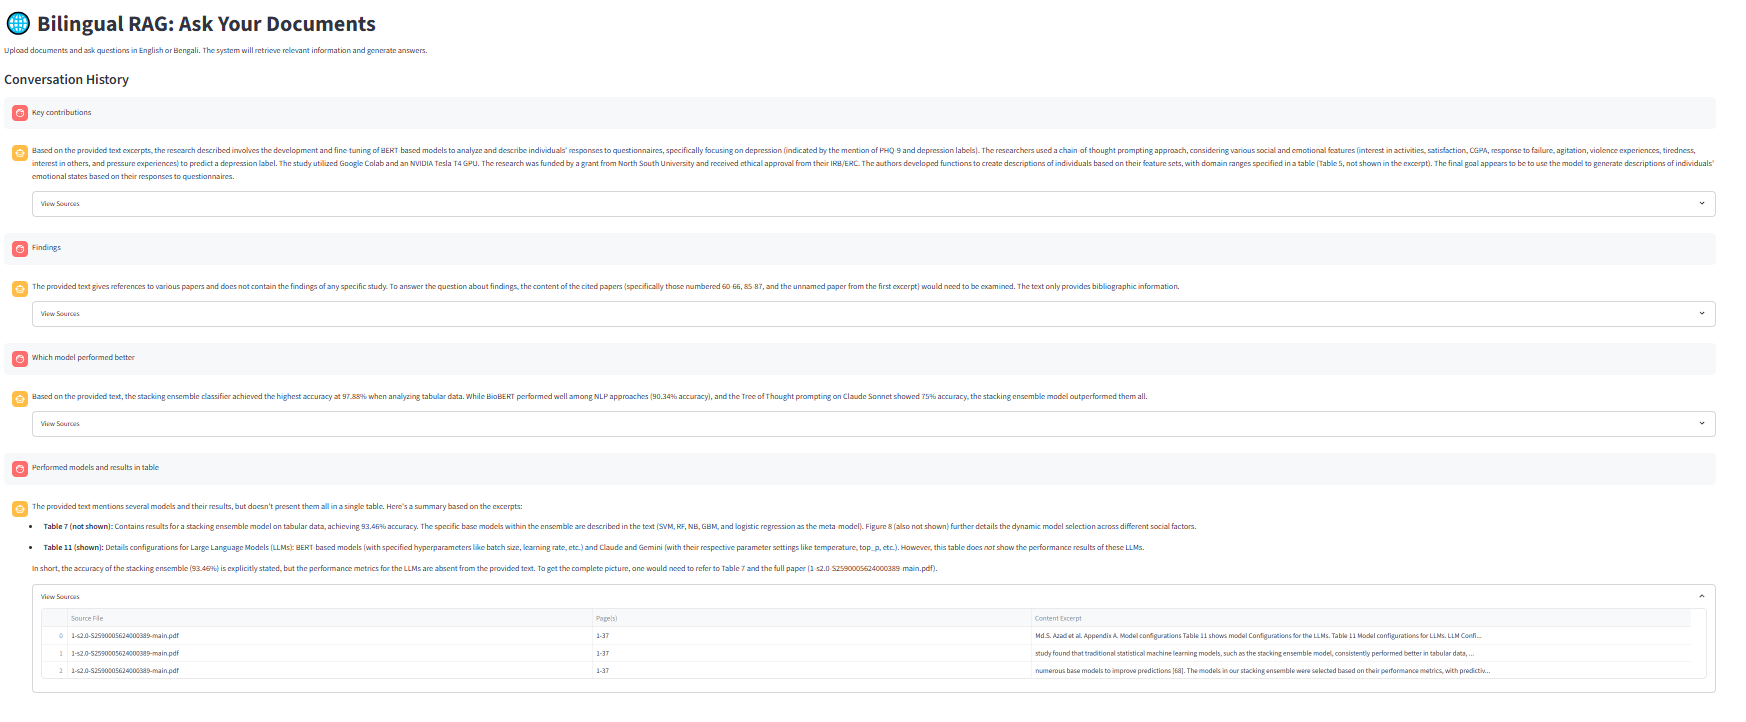 Bilingual RAG: Ask Your Documents
Upload documents and ask questions in English or Bengali. The system will retrieve relevant information and generate answers.
Conversation History
Key contributions
Based on the provided text excerpts, the research described involves the development and fine-tuning of BERT-based models to analyze and describe individuals' responses to questionnaires, specifically focusing on depression (indicated by the mention of PHQ-9 and depression labels). The researchers used a chain-of-thought prompting approach, considering various social and emotional features (interest in activities, satisfaction, CGPA, response to failure, agitation, violence experiences, tiredness,
interest in others, and pressure experiences) to predict a depression label. The study utilized Google Colab and an NVIDIA Tesla T4 GPU. The research was funded by a grant from North South University and received ethical approval from their IRB/ERC. The authors developed functions to create descriptions of individuals based on their feature sets, with domain ranges specified in a table (Table 5, not shown in the excerpt). The final goal appears to be to use the model to generate descriptions of individuals'
emotional states based on their responses to questionnaires.
View Sources
Findings
The provided text gives references to various papers and does not contain the findings of any specific study. To answer the question about findings, the content of the cited papers (specifically those numbered 60-66, 85-87, and the unnamed paper from the first excerpt) would need to be examined. The text only provides bibliographic information.
View Sources
Which model performed better
Based on the provided text, the stacking ensemble classifier achieved the highest accuracy at 97.88% when analyzing tabular data. While BioBERT performed well among NLP approaches (90.34% accuracy), and the Tree of Thought prompting on Claude Sonnet showed 75% accuracy, the stacking ensemble model outperformed them all.
View Sources
Performed models and results in table
The provided text mentions several models and their results, but doesn't present them all in a single table. Here's a summary based on the excerpts:
• Table 7 (not shown): Contains results for a stacking ensemble model on tabular data, achieving 93.46% accuracy. The specific base models within the ensemble are described in the text (SVM, RF, NB, GBM, and logistic regression as the meta-model). Figure 8 (also not shown) further details the dynamic model selection across different social factors.
• Table 11 (shown): Details configurations for Large Language Models (LLMs): BERT-based models (with specified hyperparameters like batch size, learning rate, etc.) and Claude and Gemini (with their respective parameter settings like temperature, top_p, etc.). However, this table does not show the performance results of these LLMs.
In short, the accuracy of the stacking ensemble (93.46%) is explicitly stated, but the performance metrics for the LLMs are absent from the provided text. To get the complete picture, one would need to refer to Table 7 and the full paper (1-s2.0-S2590005624000389-main.pdf).
View Sources
Source File Page(s) Content Excerpt
0 1-s2.0-S2590005624000389-main.pdf 1-37 Md.S. Azad et al. Appendix A. Model configurations Table 11 shows model Configurations for the LLMs. Table 11 Model configurations for LLMs. LLM Confi...
1 1-s2.0-S2590005624000389-main.pdf 1-37 study found that traditional statistical machine learning models, such as the stacking ensemble model, consistently performed better in tabular data, ...
2 1-s2.0-S2590005624000389-main.pdf 1-37 numerous base models to improve predictions [68]. The models in our stacking ensemble were selected based on their performance metrics, with predictiv...